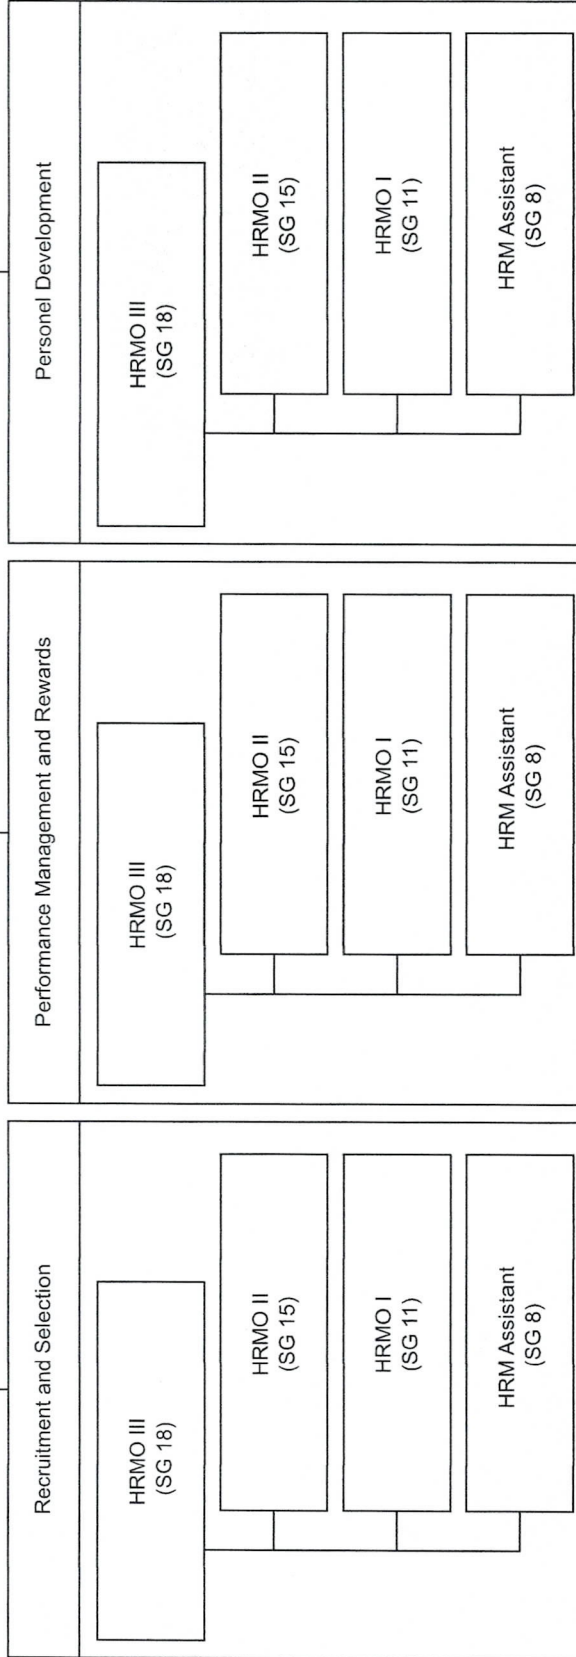 Recruitment and Selection
HRMO III
(SG 18)
HRMO II
(SG 15)
HRMO I
(SG 11)
HRM Assistant
(SG 8)
Performance Management and Rewards
HRMO III
(SG 18)
HRMO II
(SG 15)
HRMO I
(SG 11)
HRM Assistant
(SG 8)
Personel Development
HRMO III
(SG 18)
HRMO II
(SG 15)
HRMO I
(SG 11)
HRM Assistant
(SG 8)